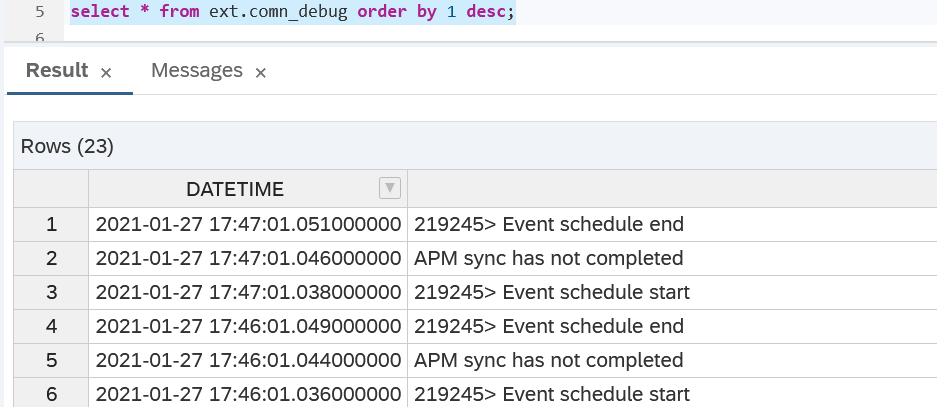 5 select * from ext.comn_debug order by 1 desc;
6
Result × Messages ×
Rows (23)
DATETIME
1 2021-01-27 17:47:01.051000000 219245> Event schedule end
2 2021-01-27 17:47:01.046000000 APM sync has not completed
3 2021-01-27 17:47:01.038000000 219245> Event schedule start
4 2021-01-27 17:46:01.049000000 219245> Event schedule end
5 2021-01-27 17:46:01.044000000 APM sync has not completed
6 2021-01-27 17:46:01.036000000 219245> Event schedule start